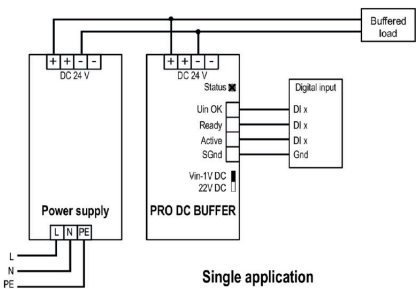 Buffered
load
+ + - -
DC 24 V
+ + - -
DC 24 V
Status
Digital input
Uin OK
DI x
Ready
DI x
Active
DI x
SGnd
Gnd
Vin-1V DC
22V DC
Power supply
PRO DC BUFFER
L N PE
L
N
PE
Single application